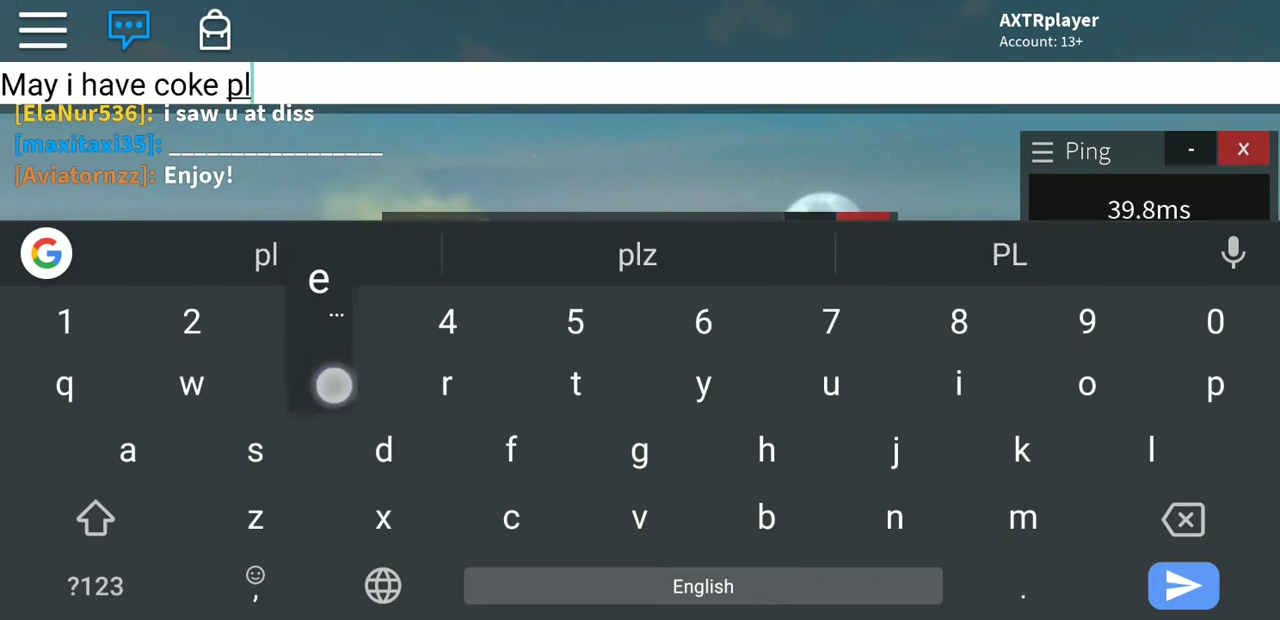 AXTRplayer
Account: 13+
May i have coke pl
[ElaNur536]: i saw u at diss
[maxitaxi35]: _________________
[Aviatornzz]: Enjoy!
Ping - X
39.8ms
pl plz PL
e
...
1 2 4 5 6 7 8 9 0
q w r t y u i o p
a s d f g h j k l
z x c v b n m
?123 , English .